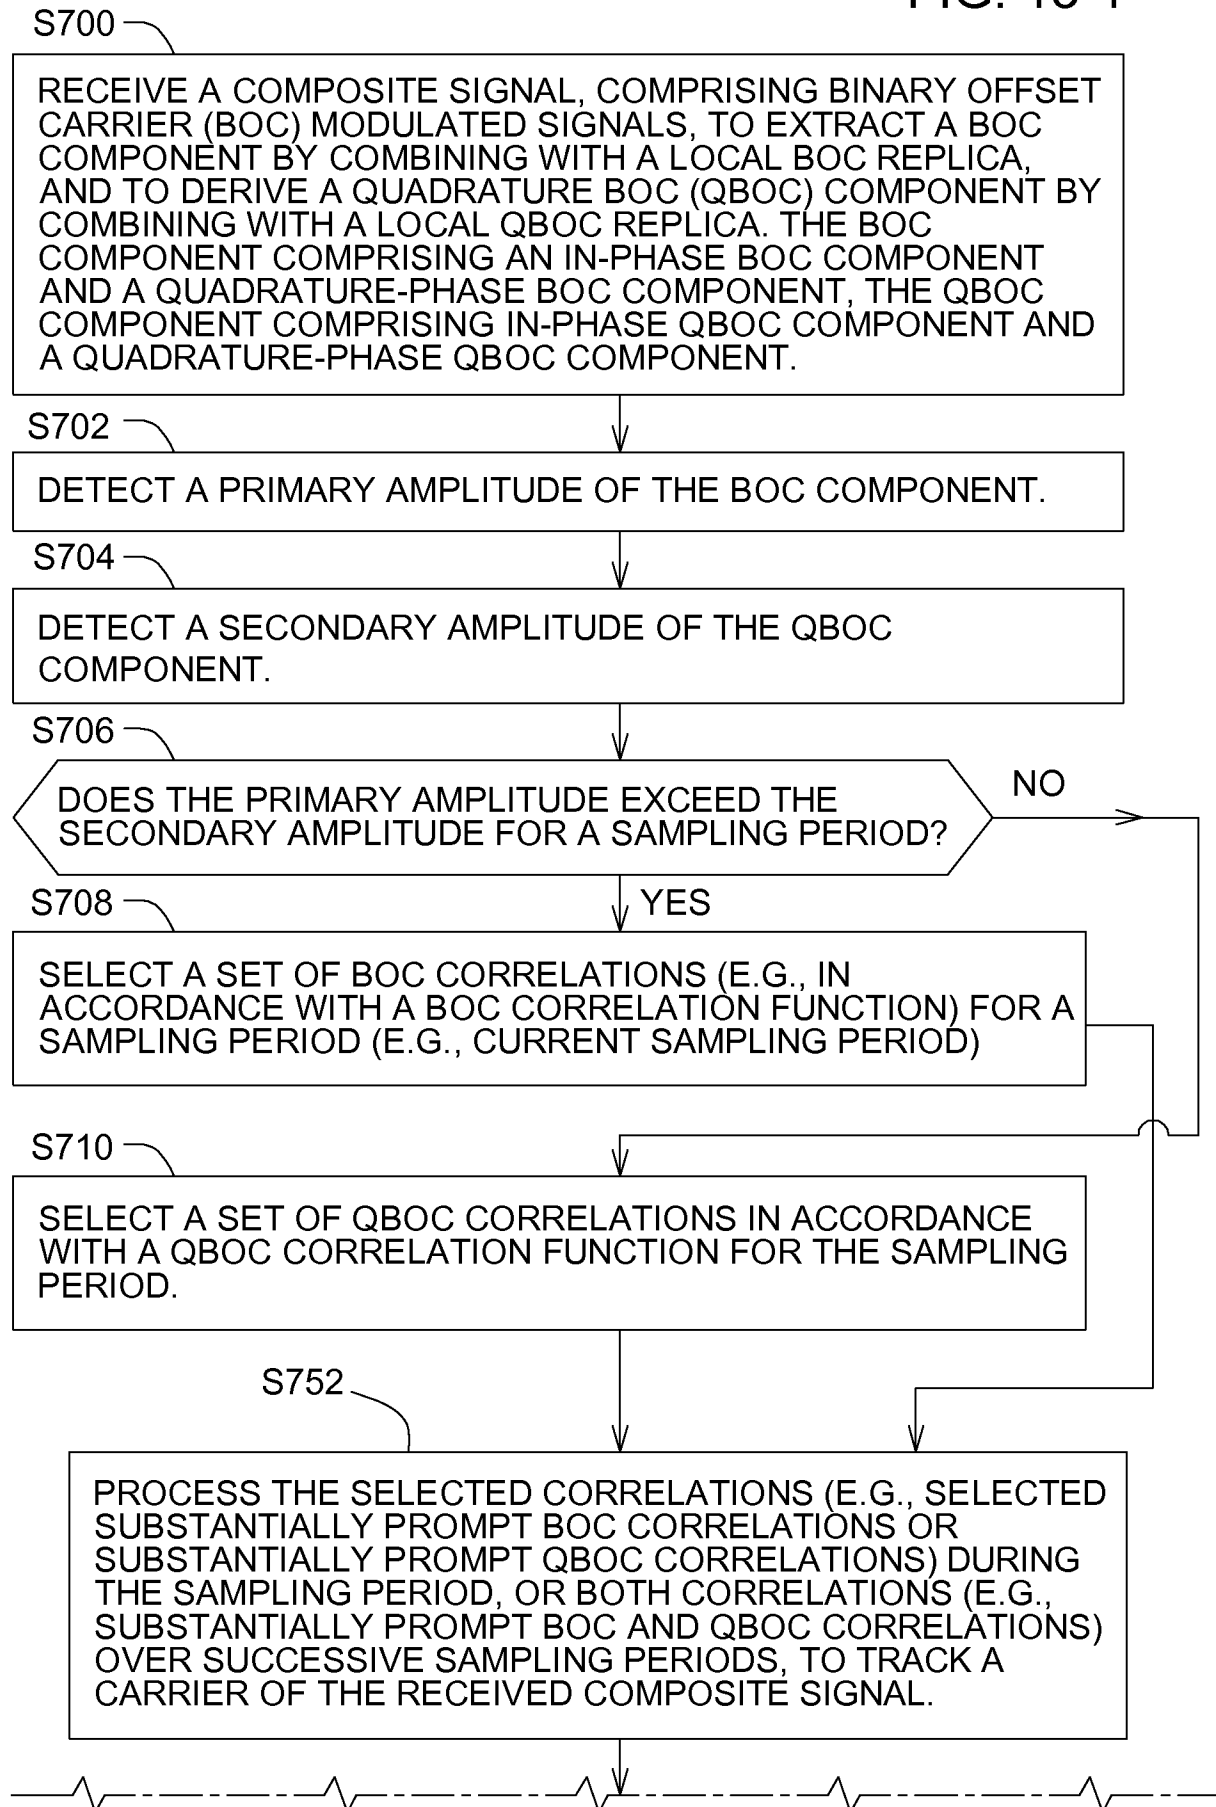 S700
RECEIVE A COMPOSITE SIGNAL, COMPRISING BINARY OFFSET
CARRIER (BOC) MODULATED SIGNALS, TO EXTRACT A BOC
COMPONENT BY COMBINING WITH A LOCAL BOC REPLICA,
AND TO DERIVE A QUADRATURE BOC (QBOC) COMPONENT BY
COMBINING WITH A LOCAL QBOC REPLICA. THE BOC
COMPONENT COMPRISING AN IN-PHASE BOC COMPONENT
AND A QUADRATURE-PHASE BOC COMPONENT, THE QBOC
COMPONENT COMPRISING IN-PHASE QBOC COMPONENT AND
A QUADRATURE-PHASE QBOC COMPONENT.
S702
DETECT A PRIMARY AMPLITUDE OF THE BOC COMPONENT.
S704
DETECT A SECONDARY AMPLITUDE OF THE QBOC
COMPONENT.
S706
DOES THE PRIMARY AMPLITUDE EXCEED THE
SECONDARY AMPLITUDE FOR A SAMPLING PERIOD?
NO
YES
S708
SELECT A SET OF BOC CORRELATIONS (E.G., IN
ACCORDANCE WITH A BOC CORRELATION FUNCTION) FOR A
SAMPLING PERIOD (E.G., CURRENT SAMPLING PERIOD)
S710
SELECT A SET OF QBOC CORRELATIONS IN ACCORDANCE
WITH A QBOC CORRELATION FUNCTION FOR THE SAMPLING
PERIOD.
S752
PROCESS THE SELECTED CORRELATIONS (E.G., SELECTED
SUBSTANTIALLY PROMPT BOC CORRELATIONS OR
SUBSTANTIALLY PROMPT QBOC CORRELATIONS) DURING
THE SAMPLING PERIOD, OR BOTH CORRELATIONS (E.G.,
SUBSTANTIALLY PROMPT BOC AND QBOC CORRELATIONS)
OVER SUCCESSIVE SAMPLING PERIODS, TO TRACK A
CARRIER OF THE RECEIVED COMPOSITE SIGNAL.